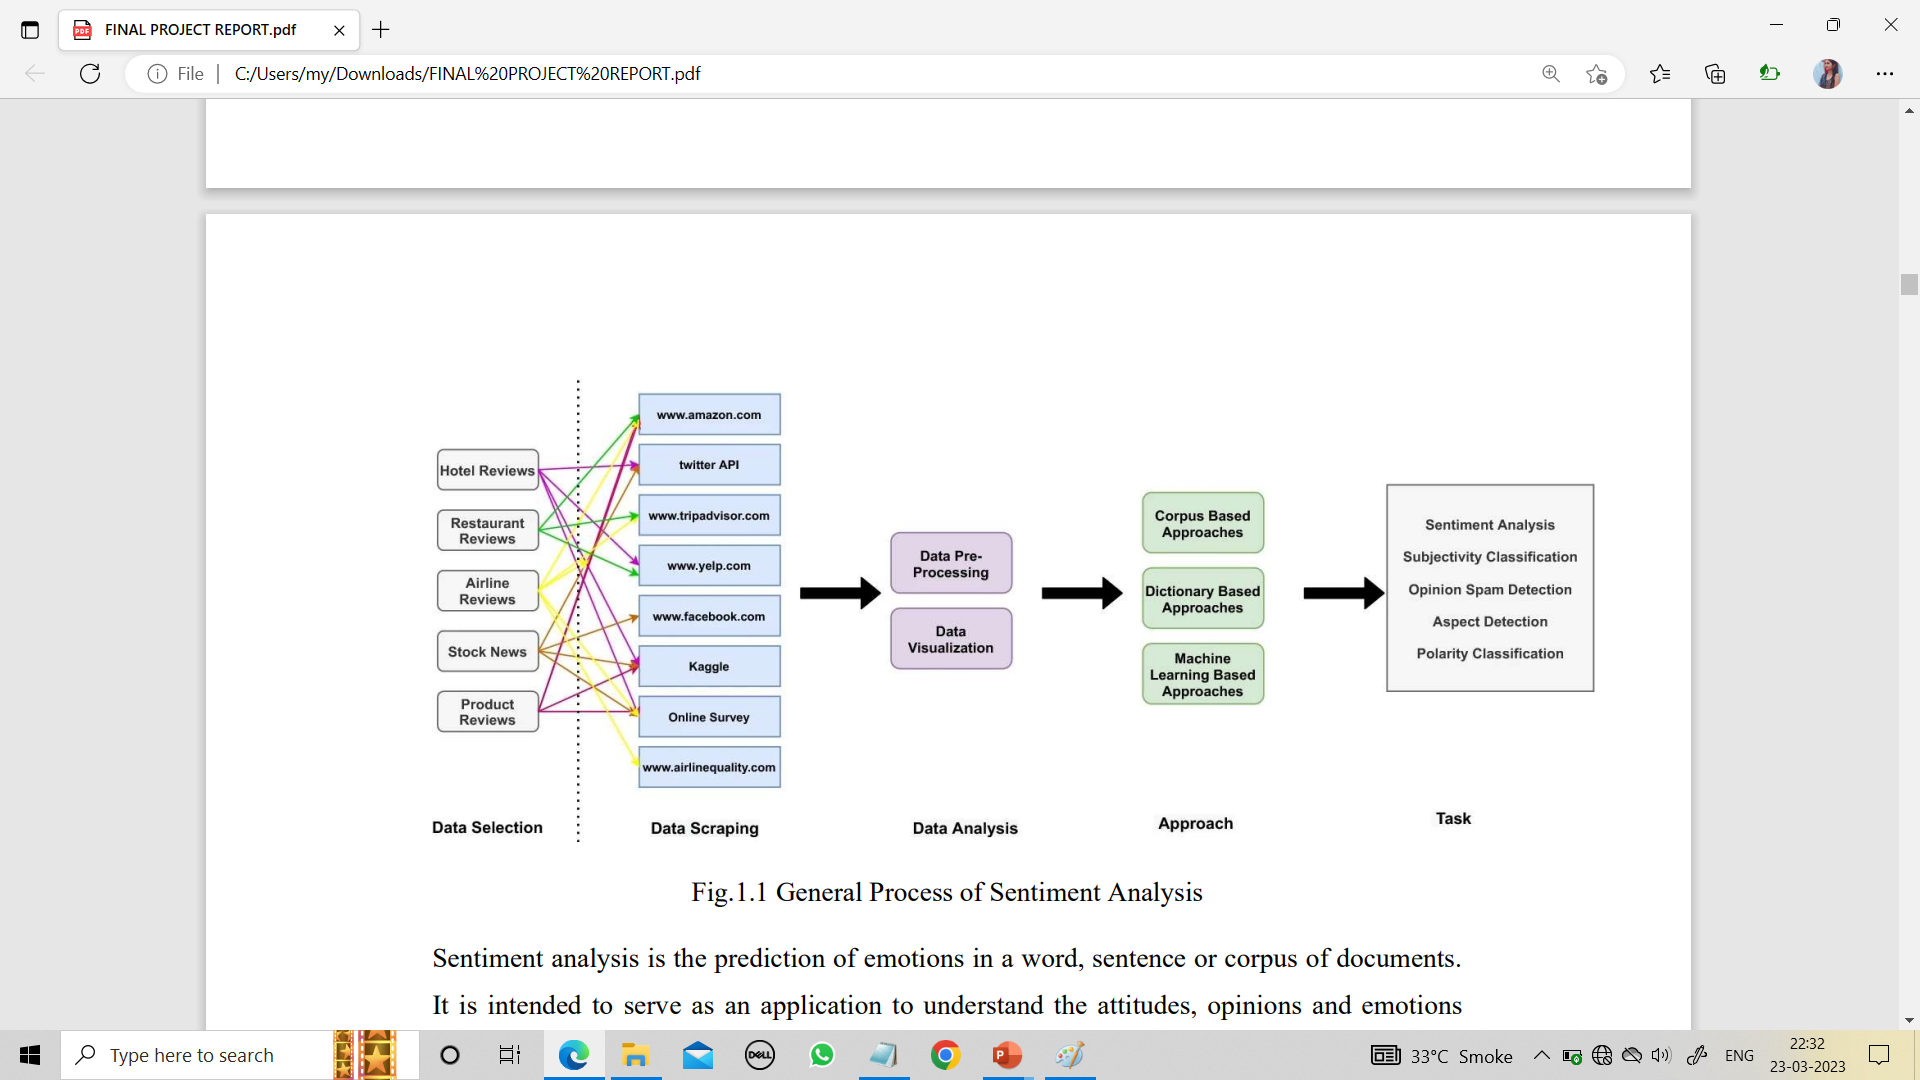 FINAL PROJECT REPORT.pdf
File
C:/Users/my/Downloads/FINAL%20PROJECT%20REPORT.pdf
Hotel Reviews
Restaurant
Reviews
Airline
Reviews
Stock News
Product
Reviews
www.amazon.com
twitter API
www.tripadvisor.com
www.yelp.com
www.facebook.com
Kaggle
Online Survey
www.airlinequality.com
Data Pre-
Processing
Data
Visualization
Corpus Based
Approaches
Dictionary Based
Approaches
Machine
Learning Based
Approaches
Sentiment Analysis
Subjectivity Classification
Opinion Spam Detection
Aspect Detection
Polarity Classification
Data Selection
Data Scraping
Data Analysis
Approach
Task
Fig.1.1 General Process of Sentiment Analysis
Sentiment analysis is the prediction of emotions in a word, sentence or corpus of documents.
It is intended to serve as an application to understand the attitudes, opinions and emotions
Type here to search
DELL
33°C Smoke
ENG
22:32
23-03-2023